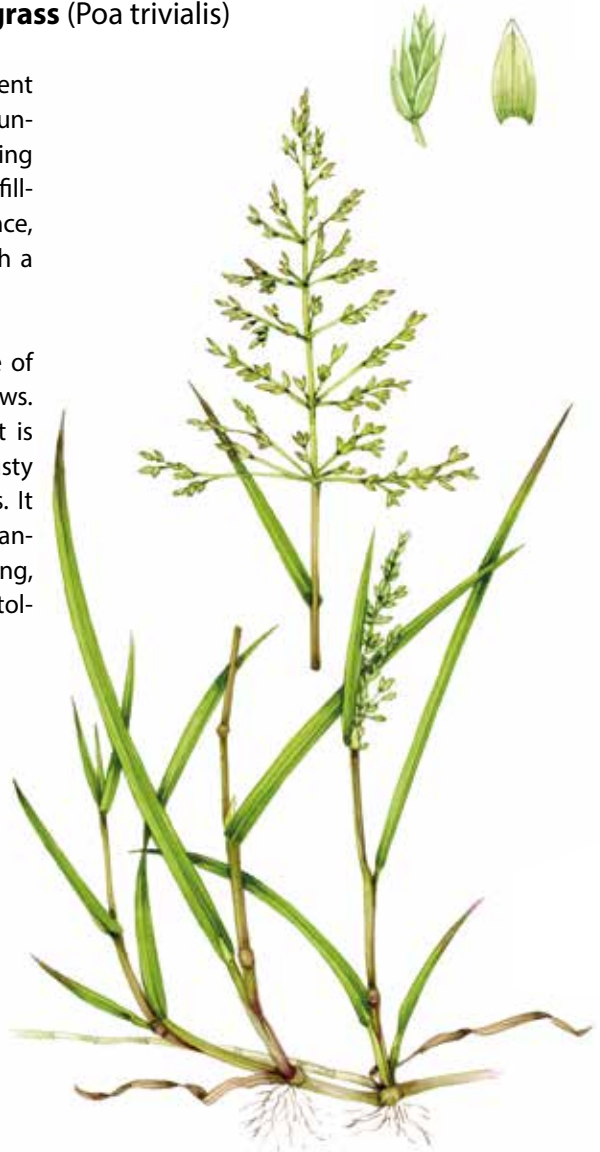 grass (Poa trivialis)
ent
un-
ing
fill-
nce,
h a
e of
ws.
t is
sty
s. It
an-
ng,
tol-